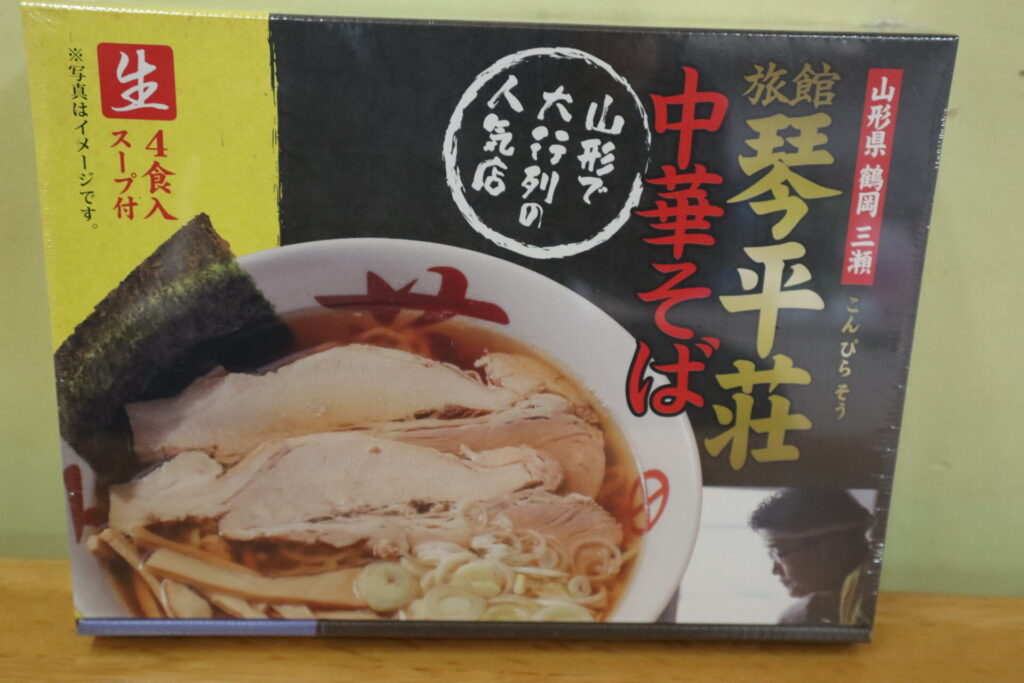 山形県 鶴岡 三瀬
旅館
琴平荘
こんぴらそう
中華そば
山形で
大行列の
人気店
生
4食入
スープ付
※写真はイメージです。